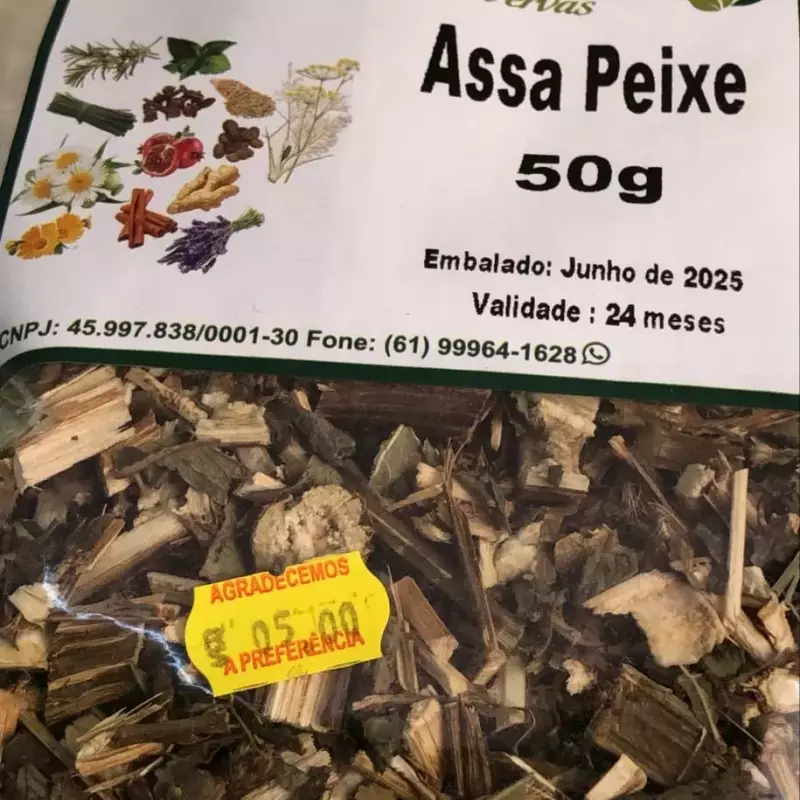 ervas
Assa Peixe
50g
Embalado: Junho de 2025
Validade : 24 meses
CNPJ: 45.997.838/0001-30 Fone: (61) 99964-1628
AGRADECEMOS
05 00
A PREFERÊNCIA